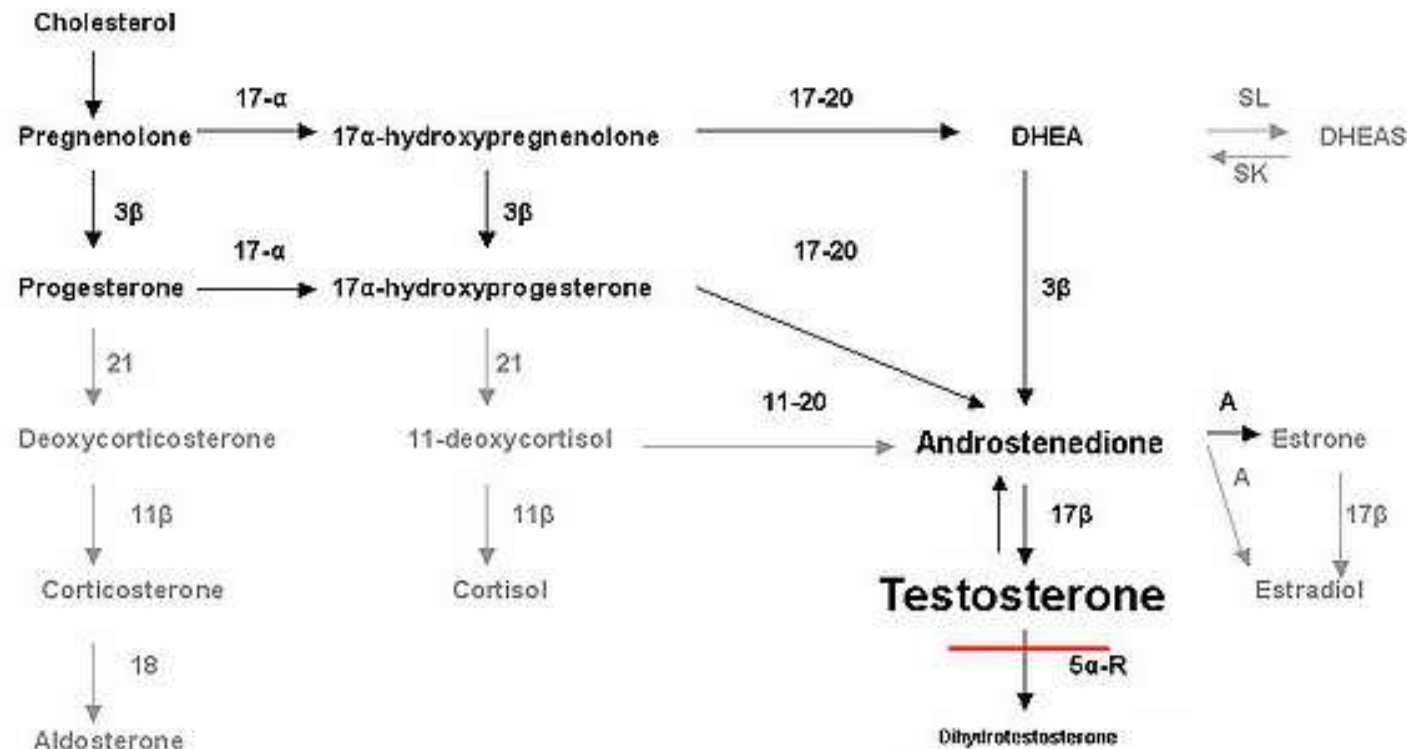 Cholesterol
17-α 17-20 SL
Pregnenolone 17α-hydroxypregnenolone DHEA DHEAS
SK
3β 3β
17-α 17-20
Progesterone 17α-hydroxyprogesterone 3β
21 21
11-20 A
Deoxycorticosterone 11-deoxycortisol Androstenedione Estrone
A
11β 11β 17β 17β
Corticosterone Cortisol Testosterone Estradiol
18 5α-R
Aldosterone Dihydrotestosterone